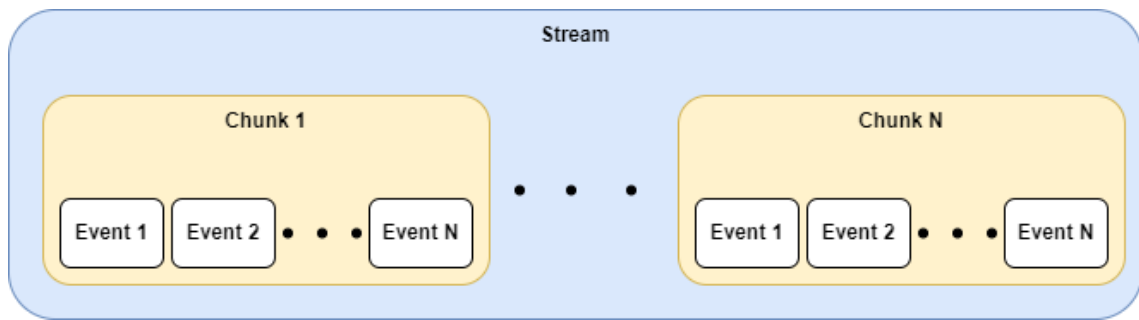 Stream
Chunk 1
Chunk N
Event 1
Event 2
Event N
Event 1
Event 2
Event N